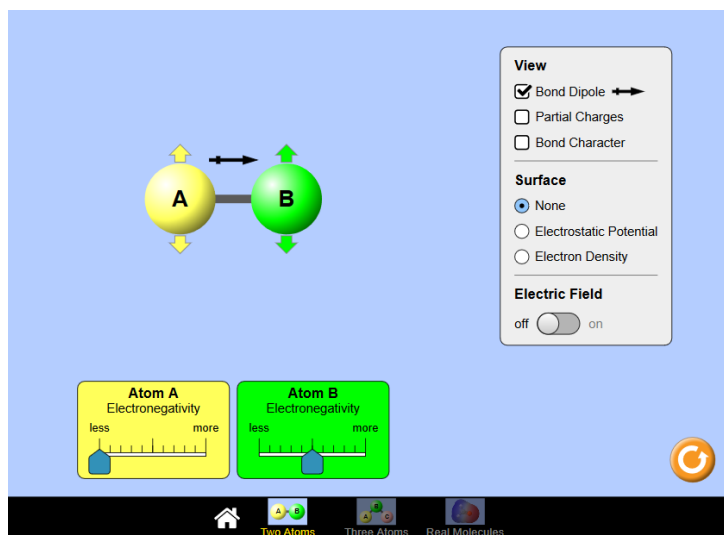 View
Bond Dipole
Partial Charges
Bond Character
Surface
None
Electrostatic Potential
Electron Density
Electric Field
off on
A B
Atom A
Electronegativity
less more
Atom B
Electronegativity
less more
Two Atoms
A B
Three Atoms
A B C
Real Molecules